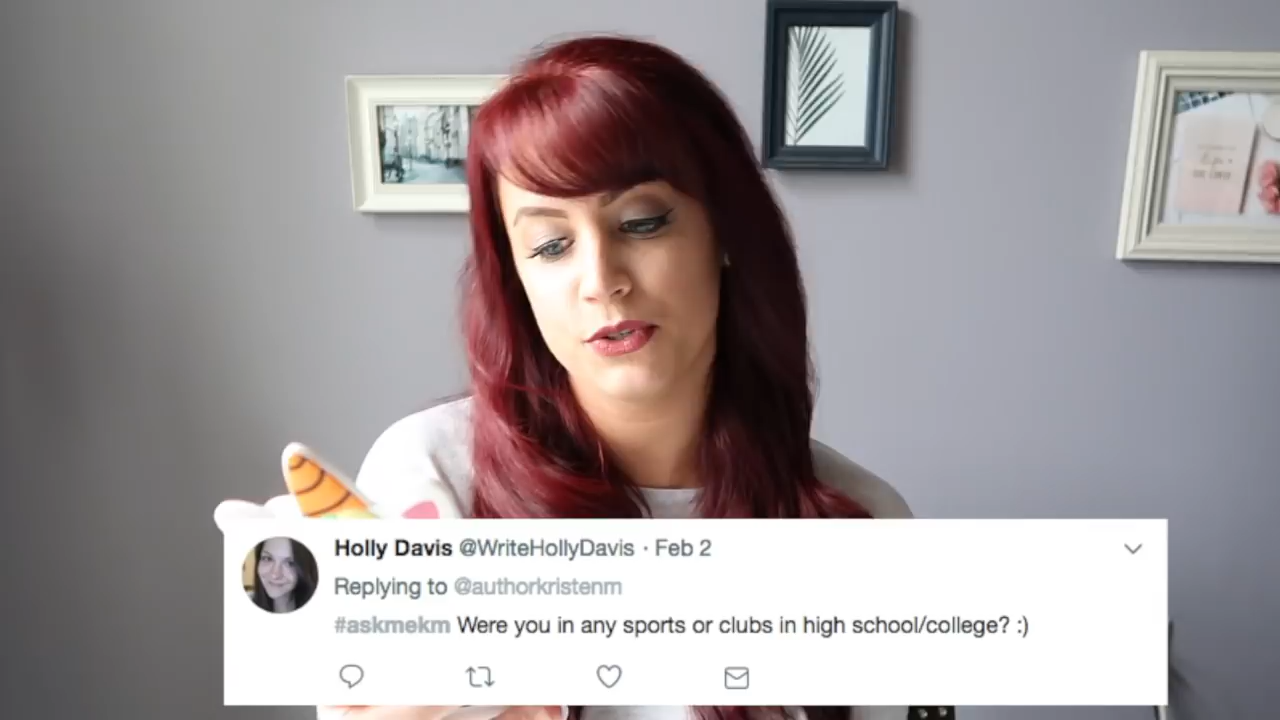 Holly Davis @WriteHollyDavis · Feb 2
Replying to @authorkristenm
#askmekm Were you in any sports or clubs in high school/college? :)